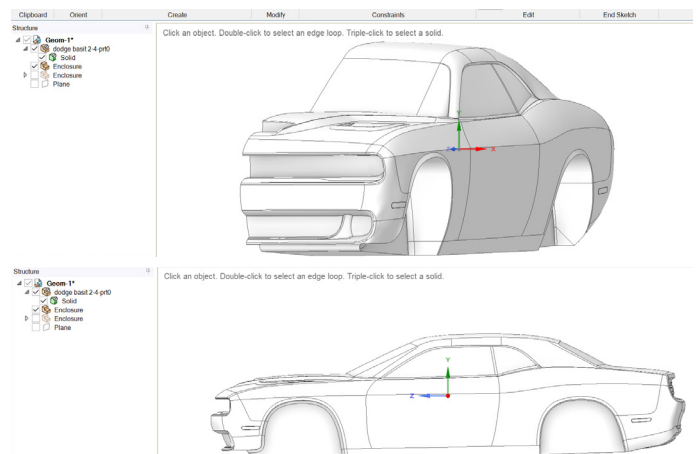 Clipboard Orient Create Modify Constraints Edit End Sketch
Structure
Click an object. Double-click to select an edge loop. Triple-click to select a solid.
Geom-1*
dodge basit 2-4-prt0
Solid
Enclosure
Enclosure
Plane
Y
Z X
Structure
Click an object. Double-click to select an edge loop. Triple-click to select a solid.
Geom-1*
dodge basit 2-4-prt0
Solid
Enclosure
Enclosure
Plane
Y
Z